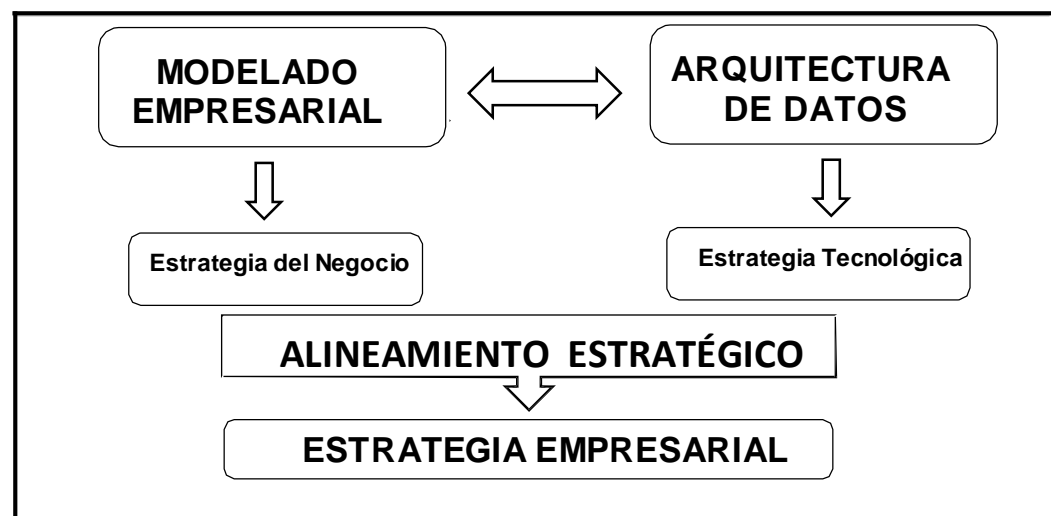 MODELADO
EMPRESARIAL
ARQUITECTURA
DE DATOS
Estrategia del Negocio
Estrategia Tecnológica
ALINEAMIENTO ESTRATÉGICO
ESTRATEGIA EMPRESARIAL